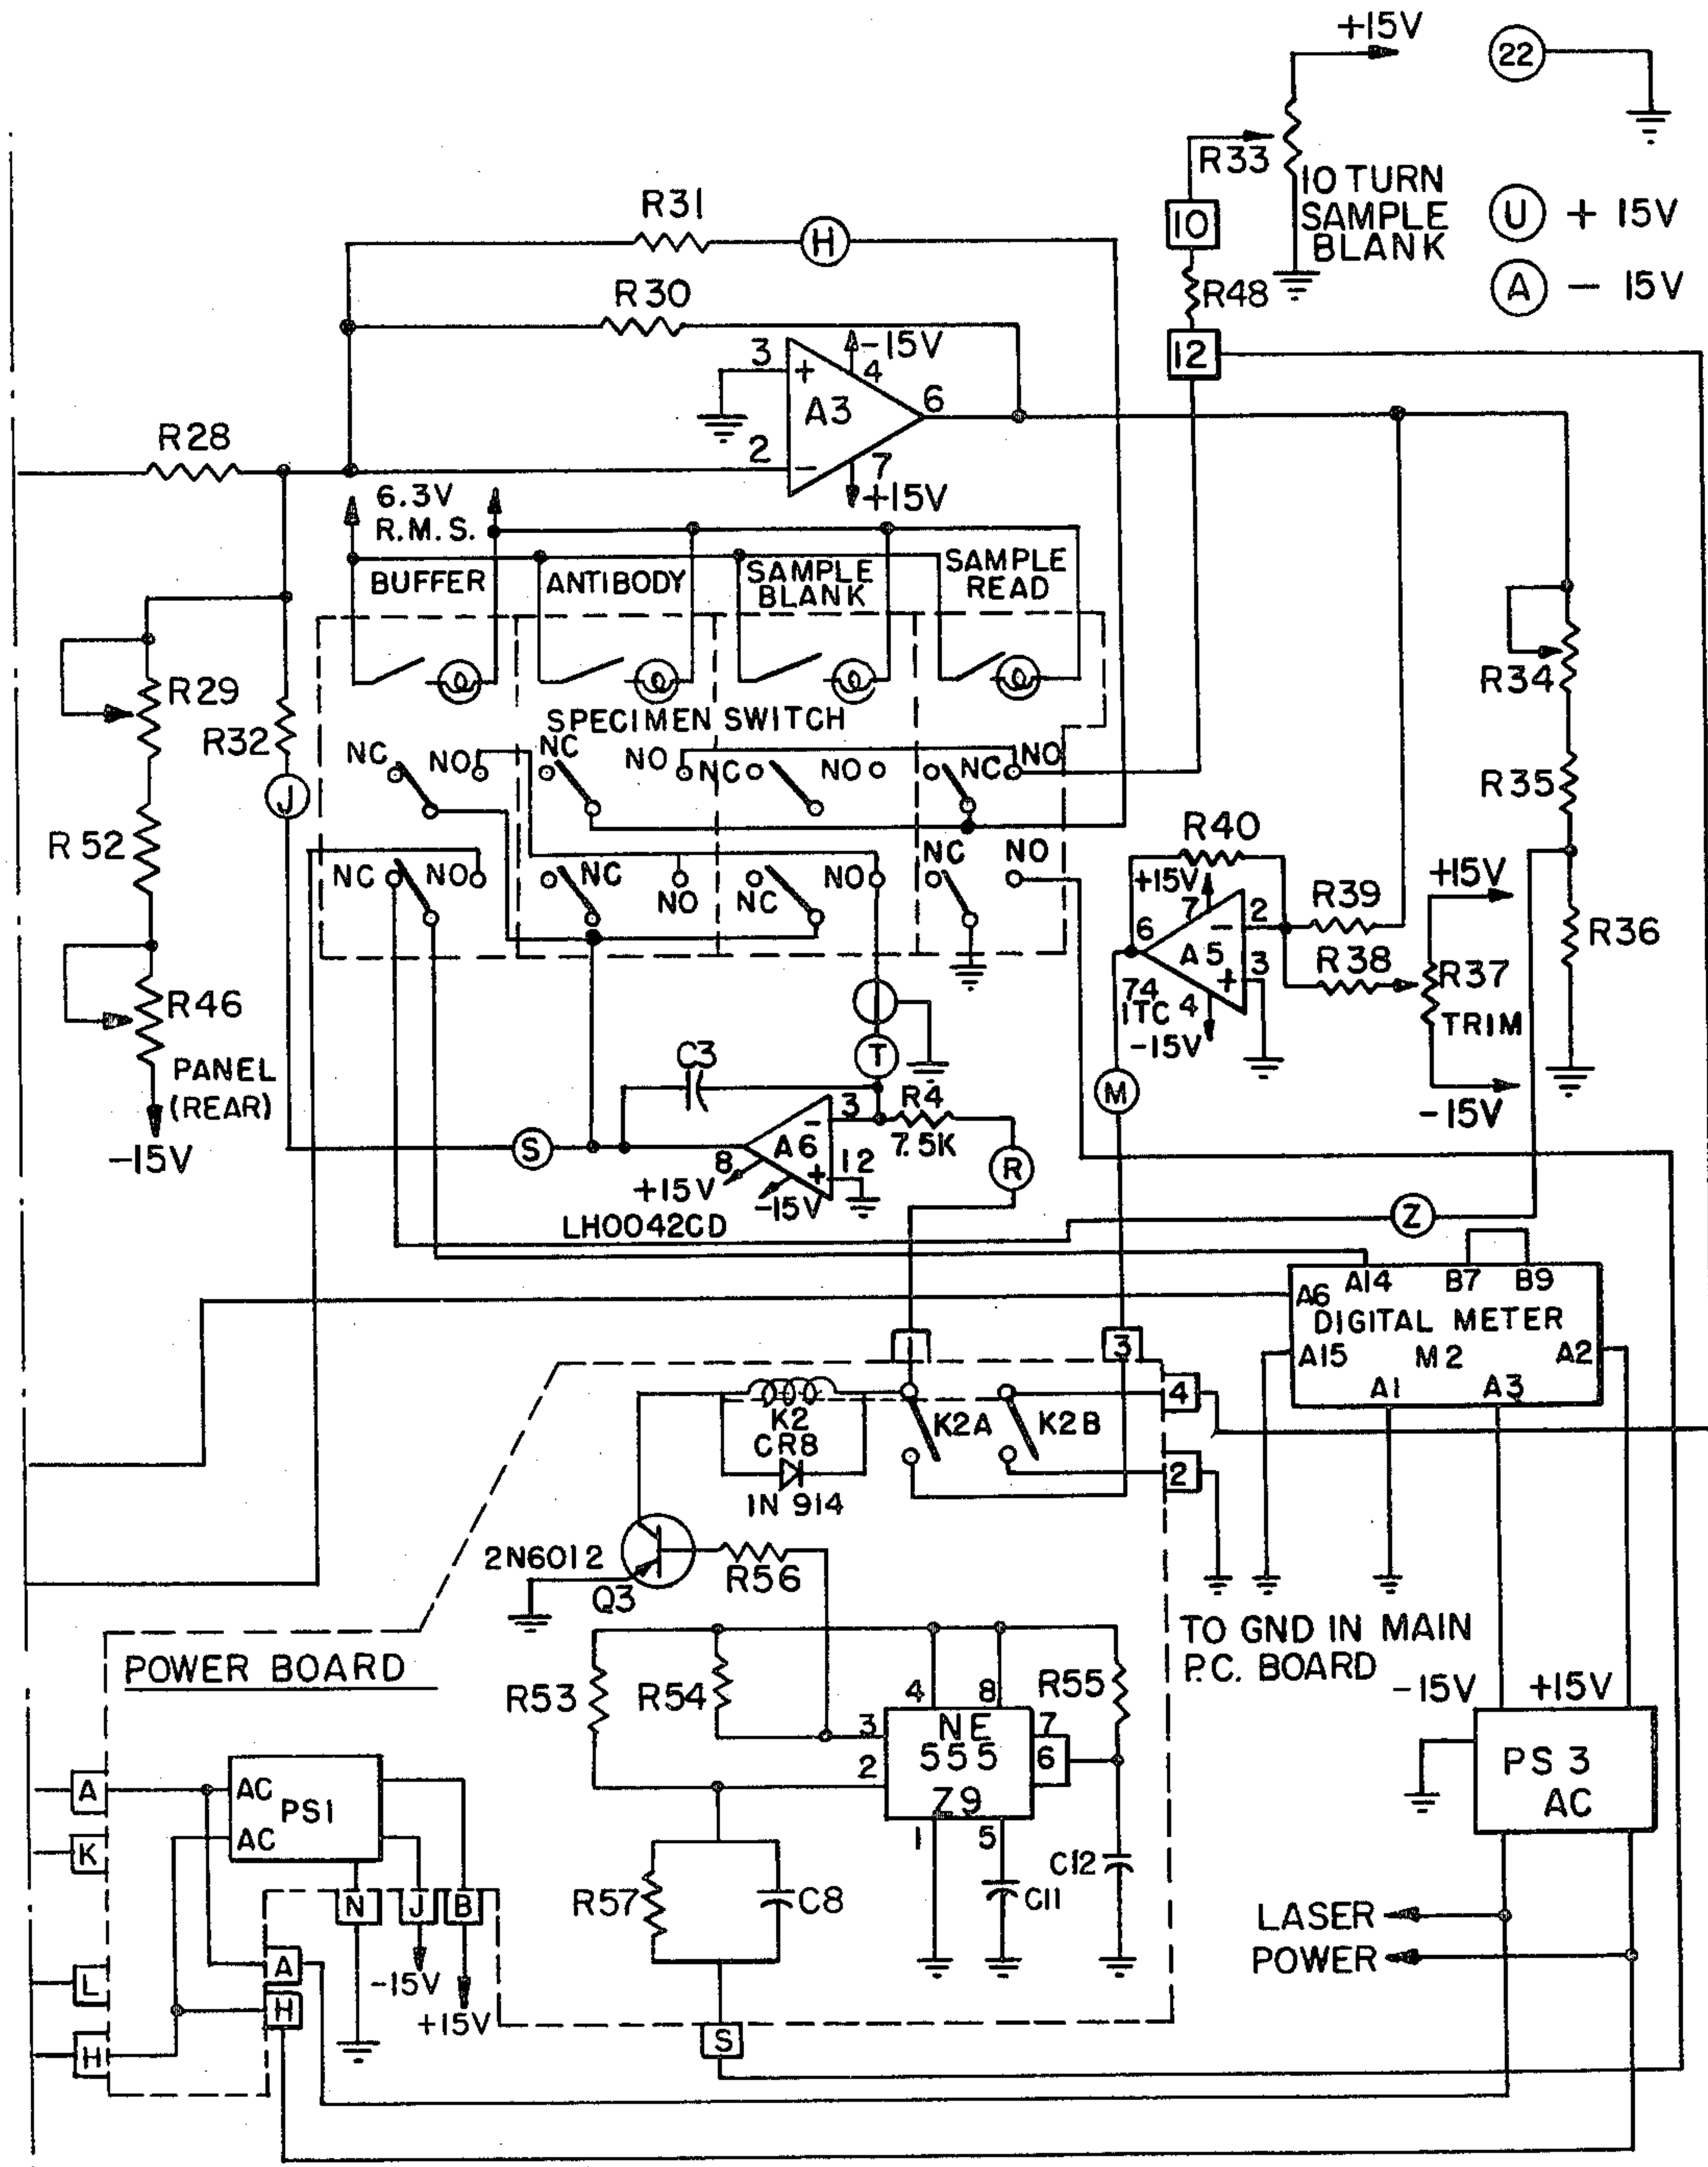 +15V
22
R33
10 TURN
SAMPLE
BLANK
U + 15V
A - 15V
10
R48
12
R31
H
R30
3
+
-15V
4
A3
6
2
-
7
+15V
R28
6.3V
R.M.S.
BUFFER
ANTIBODY
SAMPLE
BLANK
SAMPLE
READ
R29
R32
J
SPECIMEN SWITCH
NC
NO
NC
NO
NC
NO
NC
NO
R34
R35
R52
NC
NO
NC
NO
NC
NO
NC
NO
R40
+15V
7
2
6
-
R39
A5
R38
+
3
74
1TC
4
-15V
+15V
R37
TRIM
-15V
R36
R46
PANEL
(REAR)
-15V
T
C3
M
3
R4
7.5K
-
A6
S
8
+
12
R
+15V
-15V
LH0042CD
Z
A14
B7
B9
A6
DIGITAL METER
A15
M2
A2
A1
A3
1
3
4
K2
K2A
K2B
CR8
2
1N 914
2N6012
R56
Q3
TO GND IN MAIN
P.C. BOARD
POWER BOARD
R53
R54
4
8
R55
3
NE
7
555
6
2
Z9
1
5
C12
C11
-15V
+15V
PS 3
AC
A
AC
PS1
K
AC
N
J
B
R57
C8
LASER
POWER
L
A
-15V
H
+15V
H
S